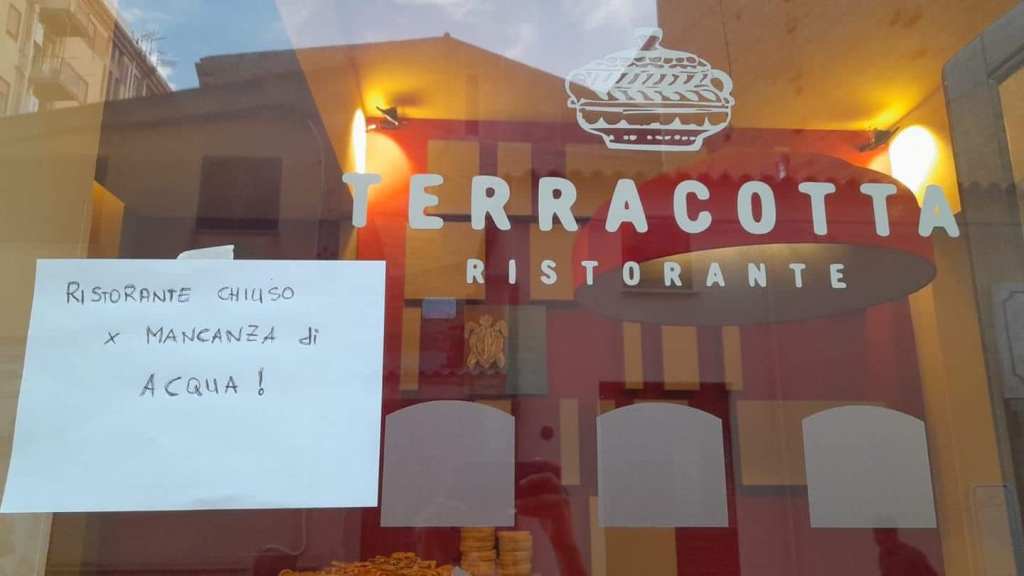 TERRACOTTA
RISTORANTE
RISTORANTE CHIUSO
x MANCANZA di
ACQUA!